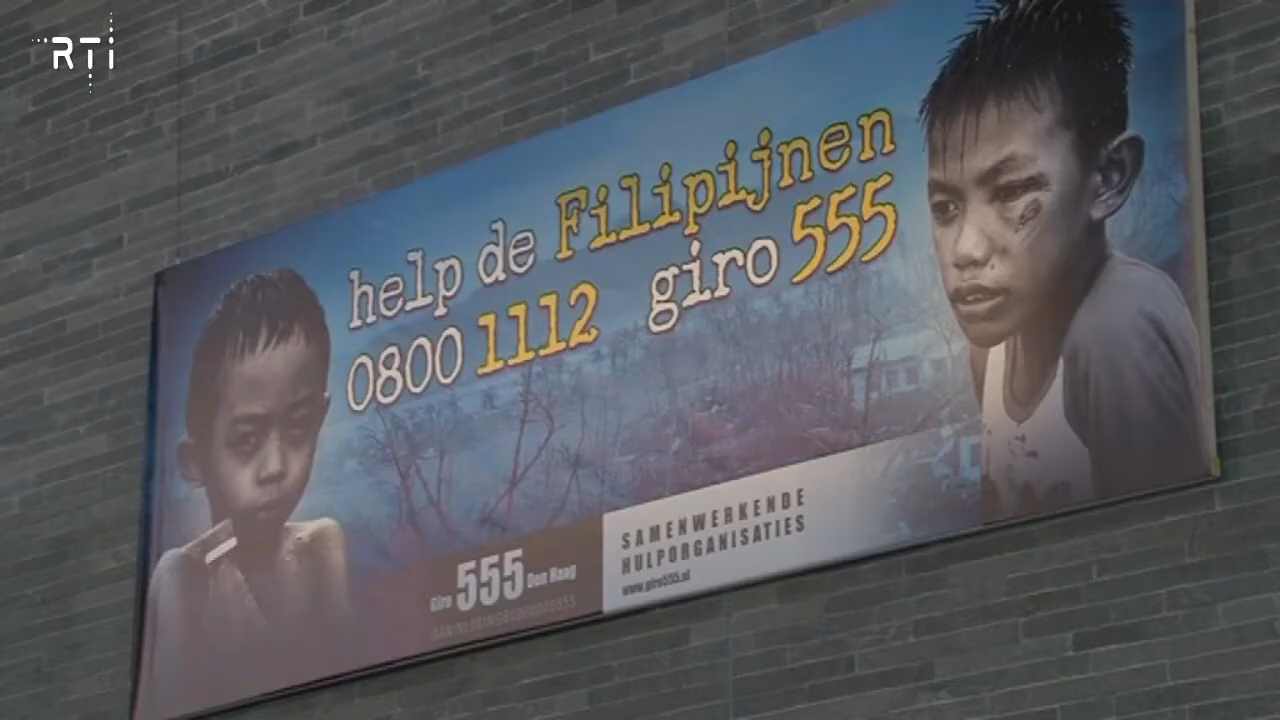 RTi
help de Filipijnen
0800 1112 giro 555
Giro 555 Den Haag
SAMENWERKENDE
HULPORGANISATIES
www.giro555.nl